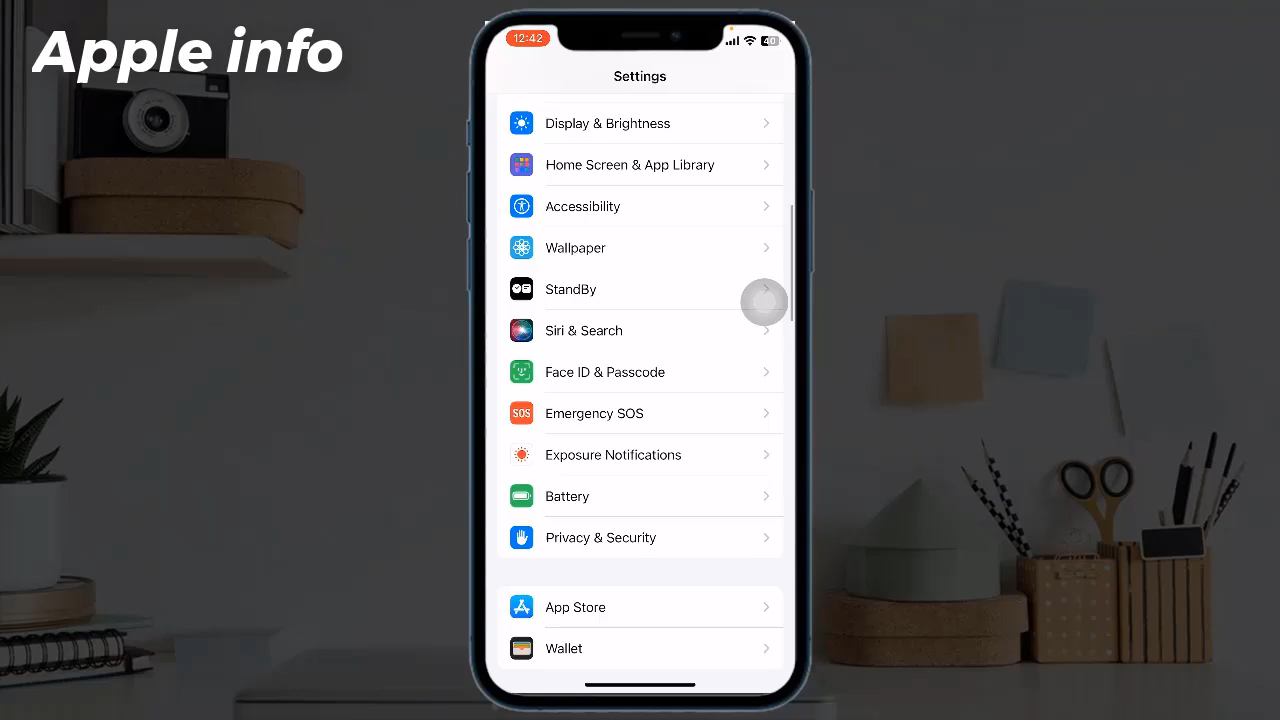 Apple info
12:42
40
Settings
Display & Brightness
Home Screen & App Library
Accessibility
Wallpaper
StandBy
Siri & Search
Face ID & Passcode
SOS
Emergency SOS
Exposure Notifications
Battery
Privacy & Security
App Store
Wallet